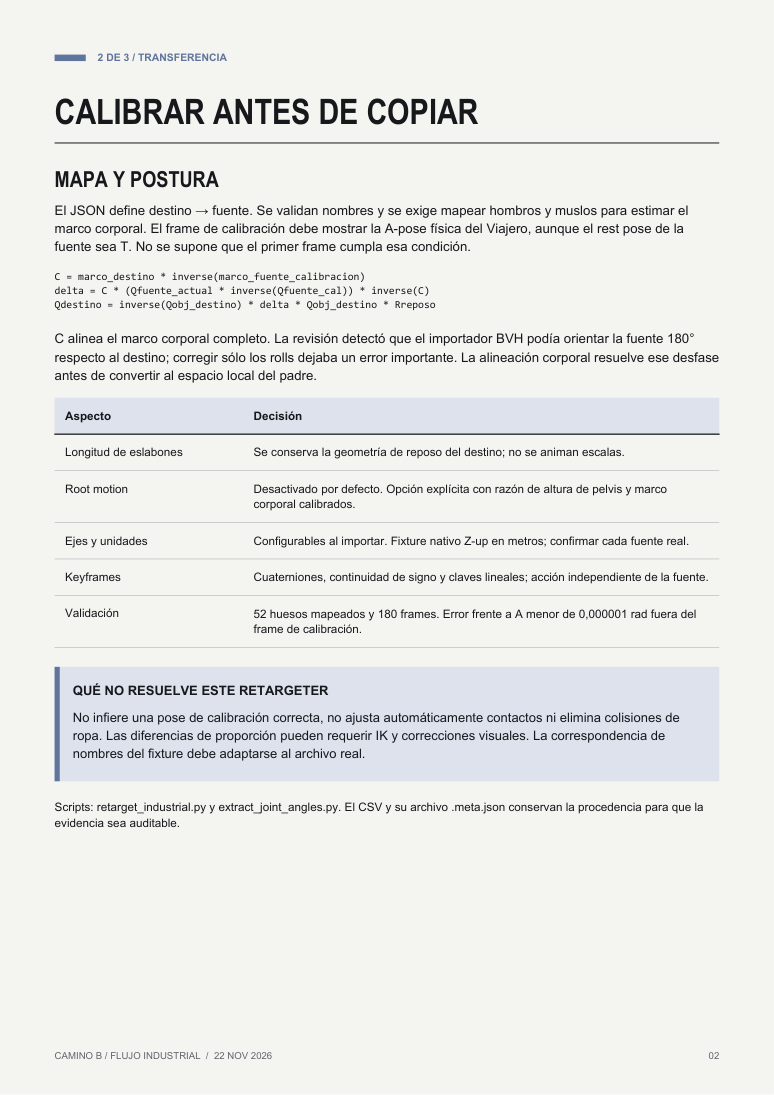 2 DE 3 / TRANSFERENCIA
CALIBRAR ANTES DE COPIAR
MAPA Y POSTURA
El JSON define destino → fuente. Se validan nombres y se exige mapear hombros y muslos para estimar el
marco corporal. El frame de calibración debe mostrar la A-pose física del Viajero, aunque el rest pose de la
fuente sea T. No se supone que el primer frame cumpla esa condición.
C = marco_destino * inverse(marco_fuente_calibracion)
delta = C * (Qfuente_actual * inverse(Qfuente_cal)) * inverse(C)
Qdestino = inverse(Qobj_destino) * delta * Qobj_destino * Rreposo
C alinea el marco corporal completo. La revisión detectó que el importador BVH podía orientar la fuente 180°
respecto al destino; corregir sólo los rolls dejaba un error importante. La alineación corporal resuelve ese desfase
antes de convertir al espacio local del padre.
Aspecto Decisión
Longitud de eslabones Se conserva la geometría de reposo del destino; no se animan escalas.
Root motion Desactivado por defecto. Opción explícita con razón de altura de pelvis y marco
corporal calibrados.
Ejes y unidades Configurables al importar. Fixture nativo Z-up en metros; confirmar cada fuente real.
Keyframes Cuaterniones, continuidad de signo y claves lineales; acción independiente de la fuente.
Validación 52 huesos mapeados y 180 frames. Error frente a A menor de 0,000001 rad fuera del
frame de calibración.
QUÉ NO RESUELVE ESTE RETARGETER
No infiere una pose de calibración correcta, no ajusta automáticamente contactos ni elimina colisiones de
ropa. Las diferencias de proporción pueden requerir IK y correcciones visuales. La correspondencia de
nombres del fixture debe adaptarse al archivo real.
Scripts: retarget_industrial.py y extract_joint_angles.py. El CSV y su archivo .meta.json conservan la procedencia para que la
evidencia sea auditable.
CAMINO B / FLUJO INDUSTRIAL / 22 NOV 2026 02